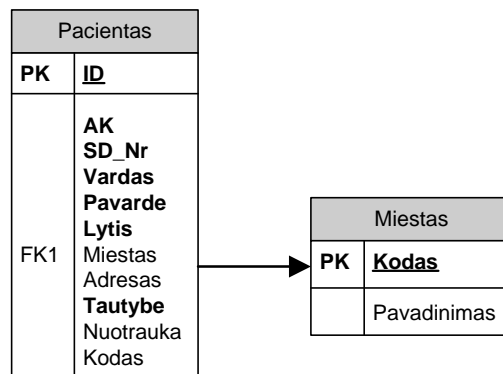 Pacientas
PK ID
AK
SD_Nr
Vardas
Pavarde
Lytis
FK1 Miestas
Adresas
Tautybe
Nuotrauka
Kodas
Miestas
PK Kodas
Pavadinimas